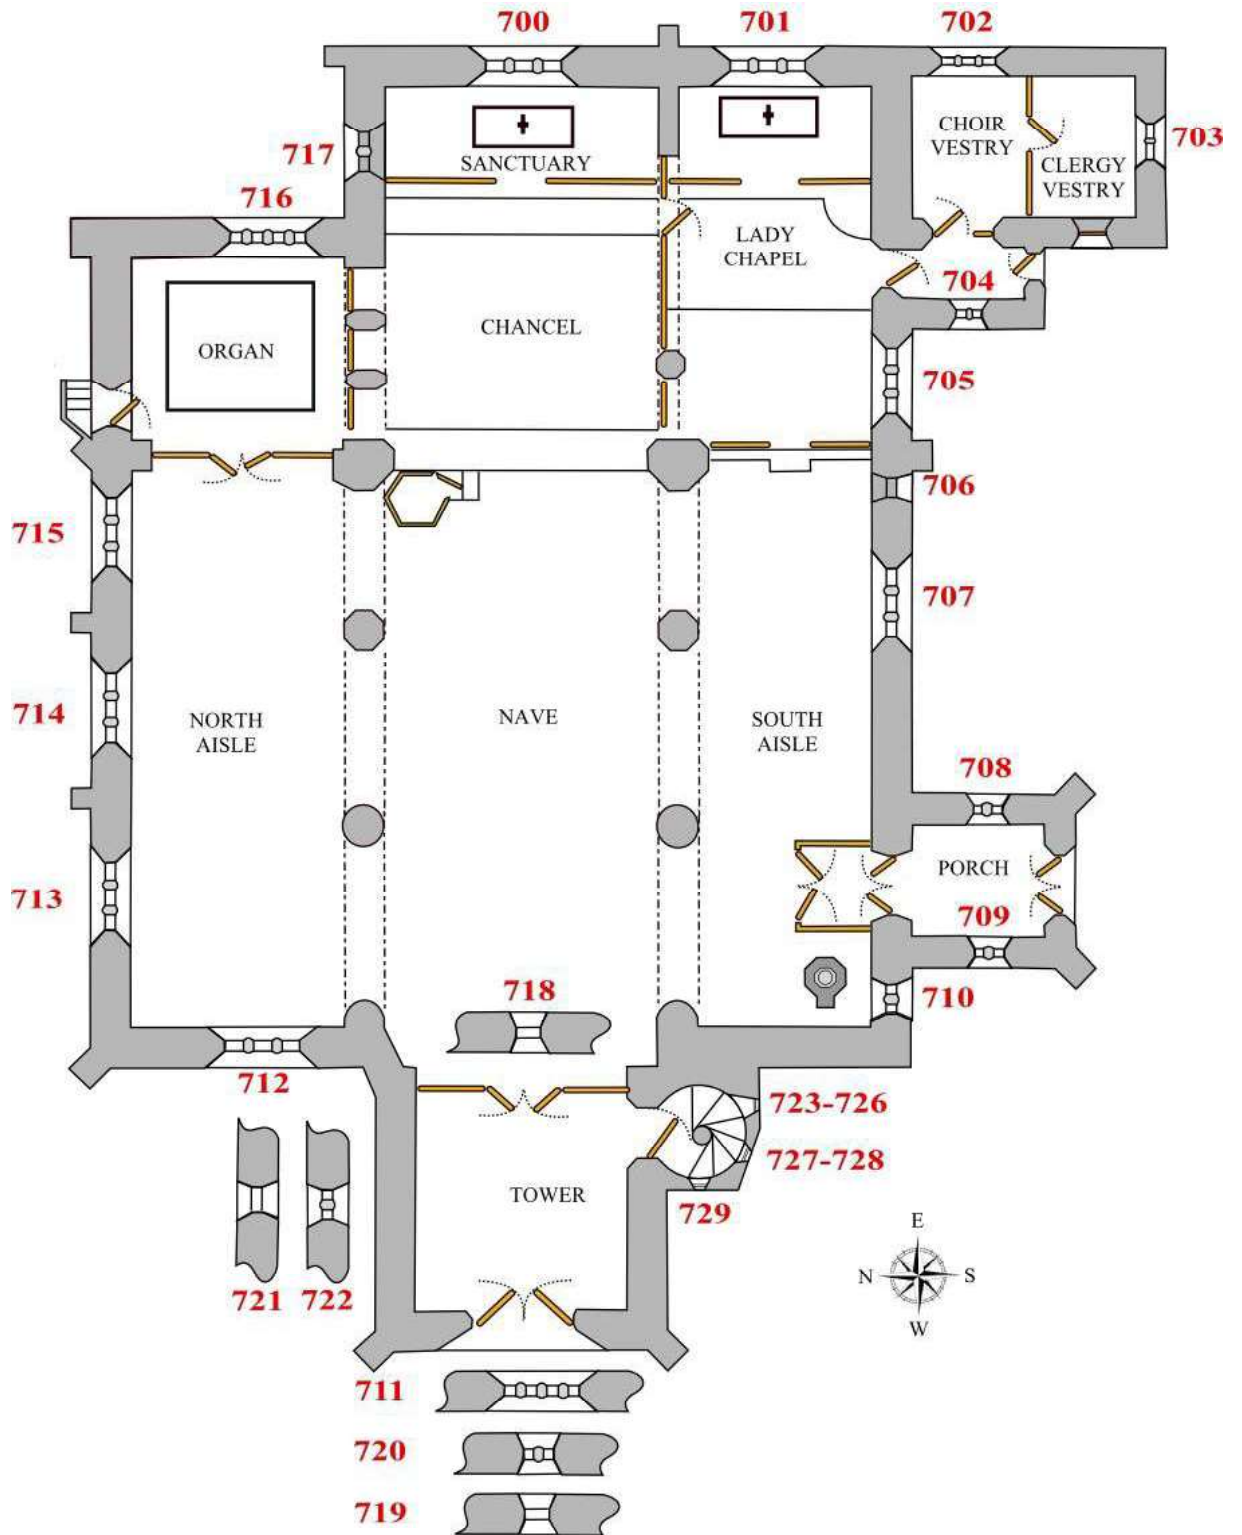 700
701
702
717
SANCTUARY
CHOIR
VESTRY
CLERGY
VESTRY
703
716
LADY
CHAPEL
704
ORGAN
CHANCEL
705
706
715
707
714
NORTH
AISLE
NAVE
SOUTH
AISLE
708
713
PORCH
709
718
710
712
723-726
727-728
TOWER
729
721
722
E
N
S
W
711
720
719